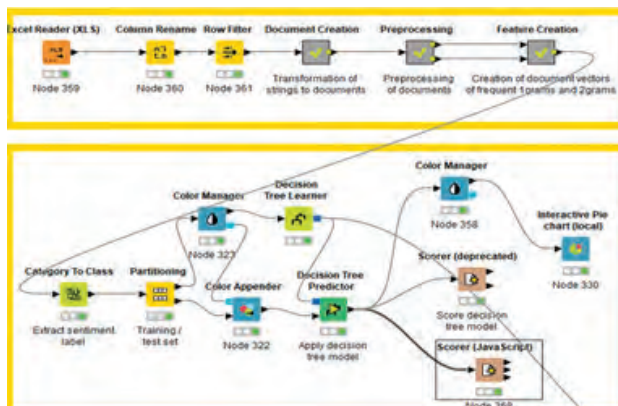 Excel Reader (XLS)
Column Rename
Row Filter
Document Creation
Preprocessing
Feature Creation
Node 359
Node 360
Node 361
Transformation of
strings to documents
Preprocessing
of documents
Creation of document vectors
of frequent 1grams and 2grams
Color Manager
Decision
Tree Learner
Color Manager
Node 323
Node 358
Interactive Pie
chart (local)
Node 330
Category To Class
Partitioning
Color Appender
Decision Tree
Predictor
Scorer (deprecated)
Extract sentiment
label
Training /
test set
Node 322
Apply decision
tree model
Score decision
tree model
Scorer (JavaScript)